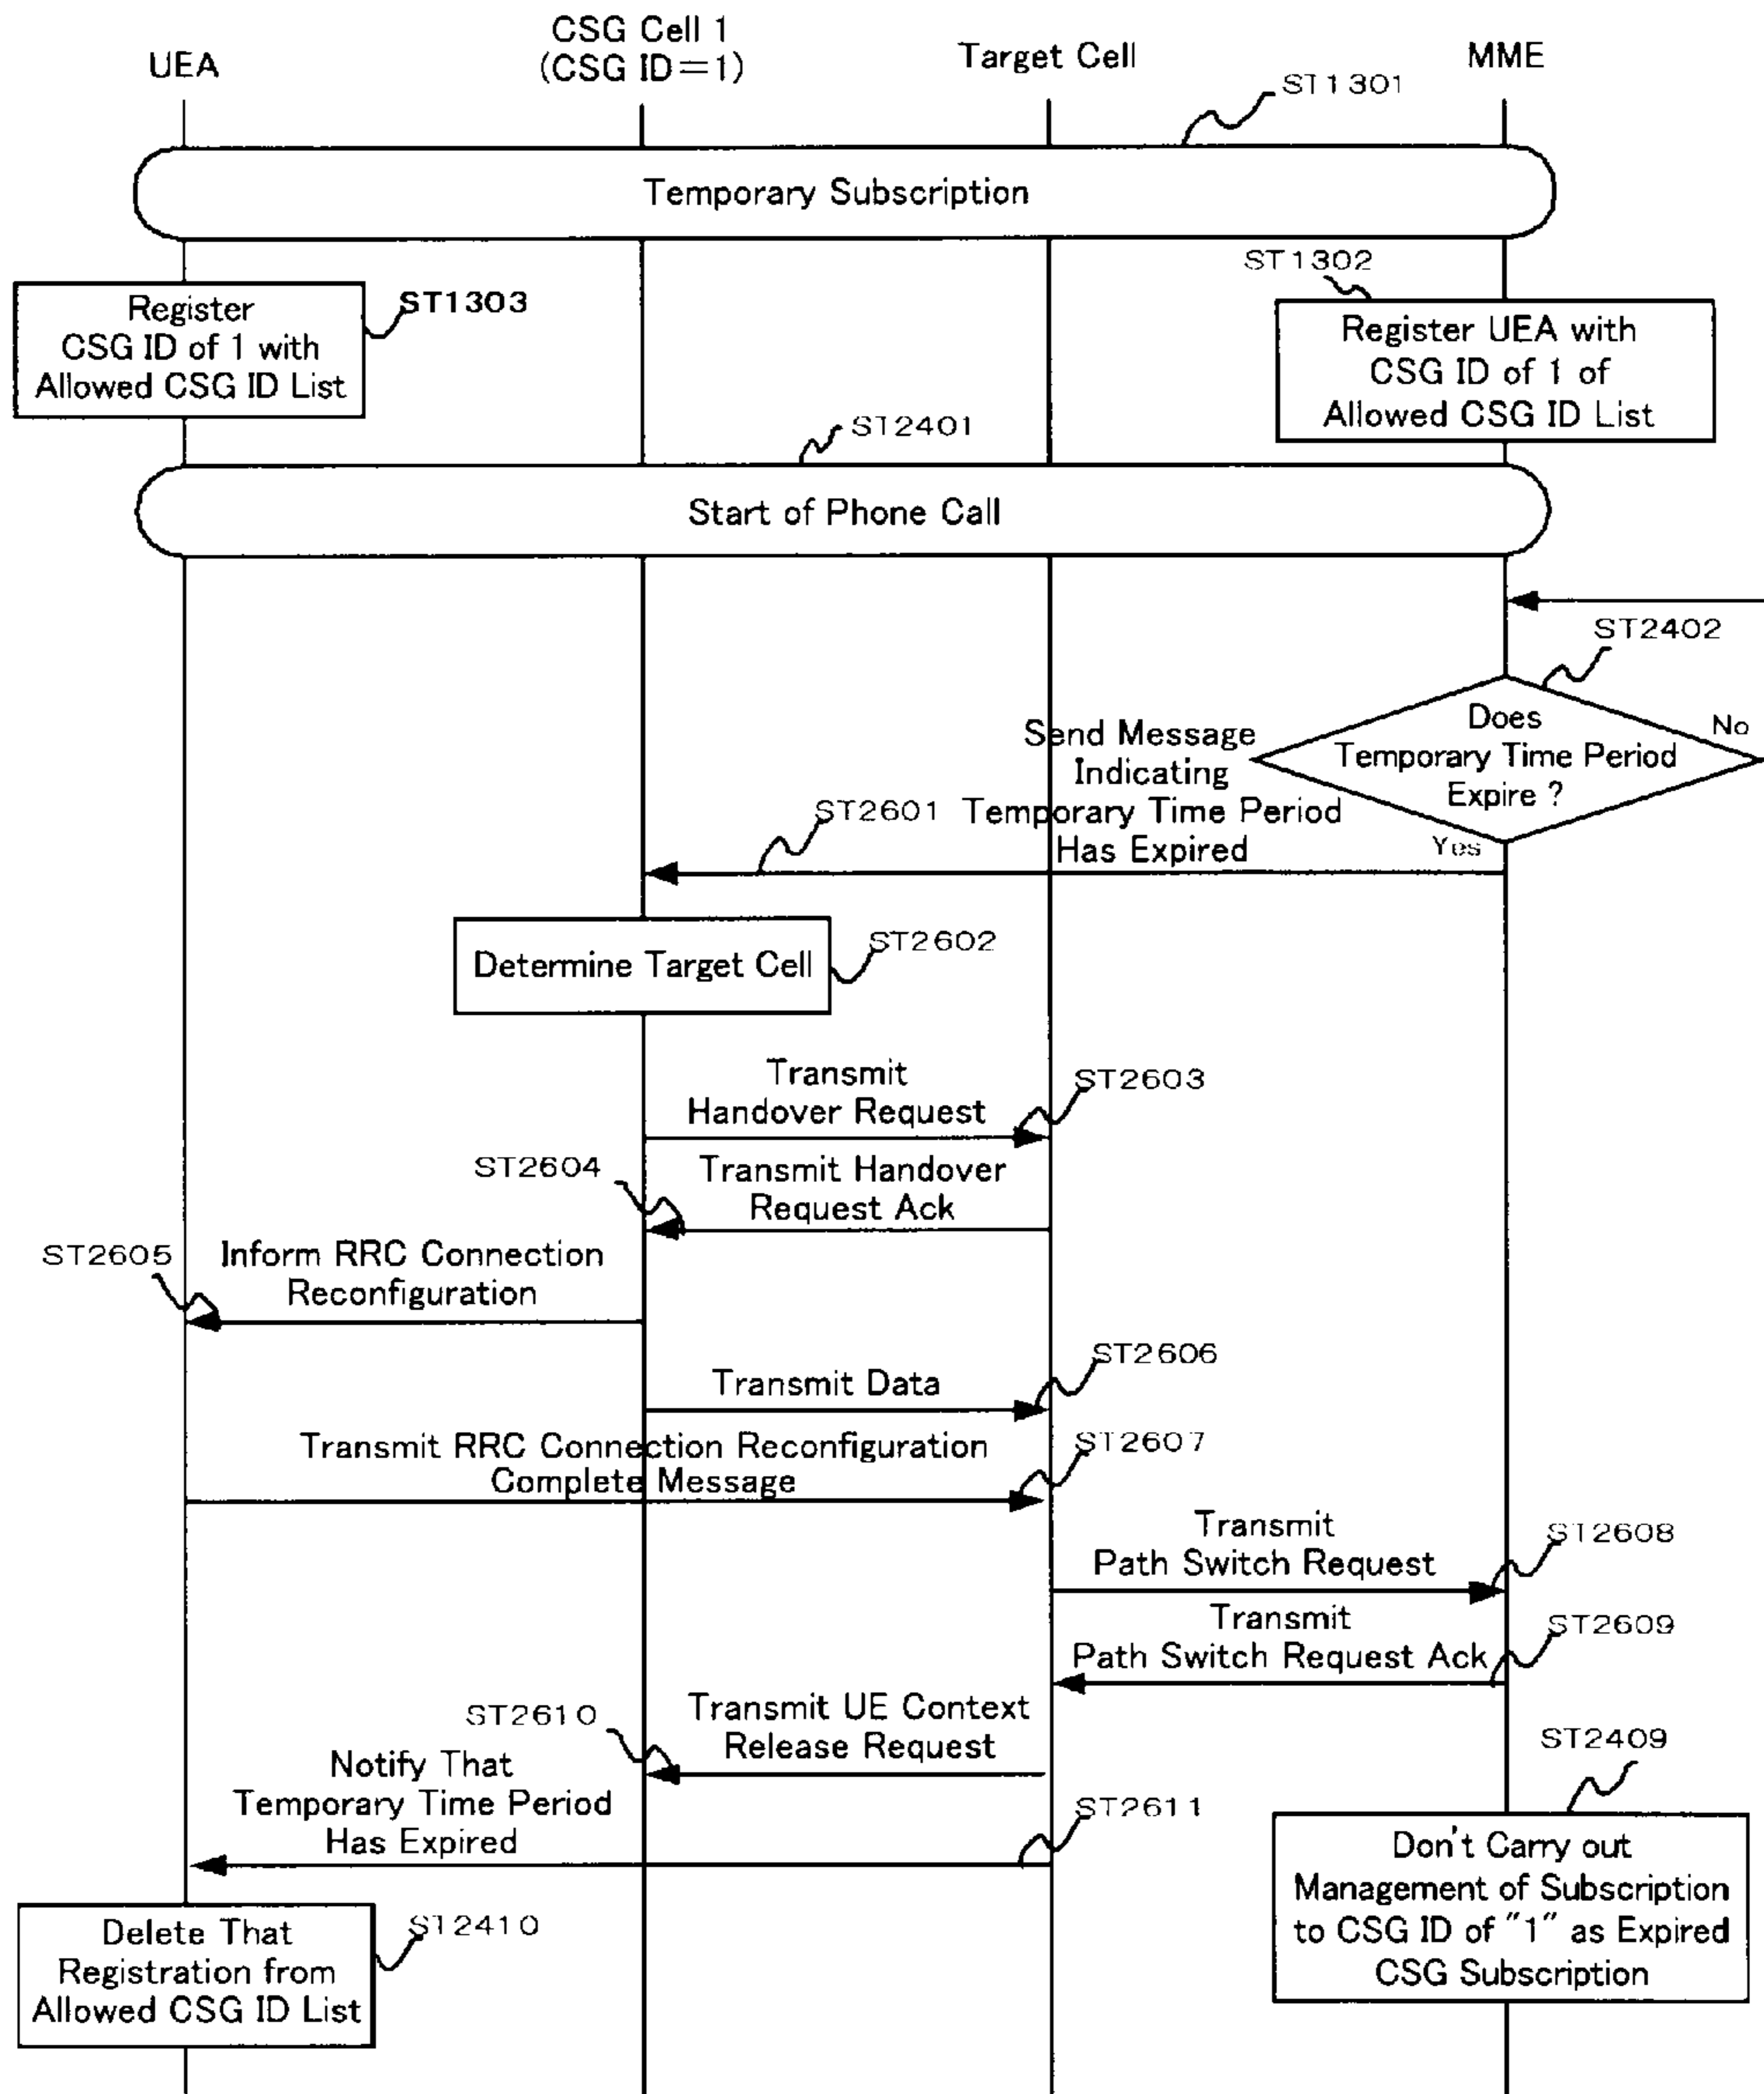 UEA
CSG Cell 1
(CSG ID=1)
Target Cell
MME
ST1301
Temporary Subscription
ST1302
Register
CSG ID of 1 with
Allowed CSG ID List
ST1303
Register UEA with
CSG ID of 1 of
Allowed CSG ID List
ST2401
Start of Phone Call
ST2402
Does
Temporary Time Period
Expire ?
No
Yes
Send Message
Indicating
Temporary Time Period
Has Expired
ST2601
Determine Target Cell
ST2602
Transmit
Handover Request
ST2603
ST2604
Transmit Handover
Request Ack
ST2605
Inform RRC Connection
Reconfiguration
Transmit Data
ST2606
Transmit RRC Connection Reconfiguration
Complete Message
ST2607
Transmit
Path Switch Request
ST2608
Transmit
Path Switch Request Ack
ST2609
ST2610
Transmit UE Context
Release Request
Notify That
Temporary Time Period
Has Expired
ST2611
ST2409
Don't Carry out
Management of Subscription
to CSG ID of "1" as Expired
CSG Subscription
Delete That
Registration from
Allowed CSG ID List
ST2410